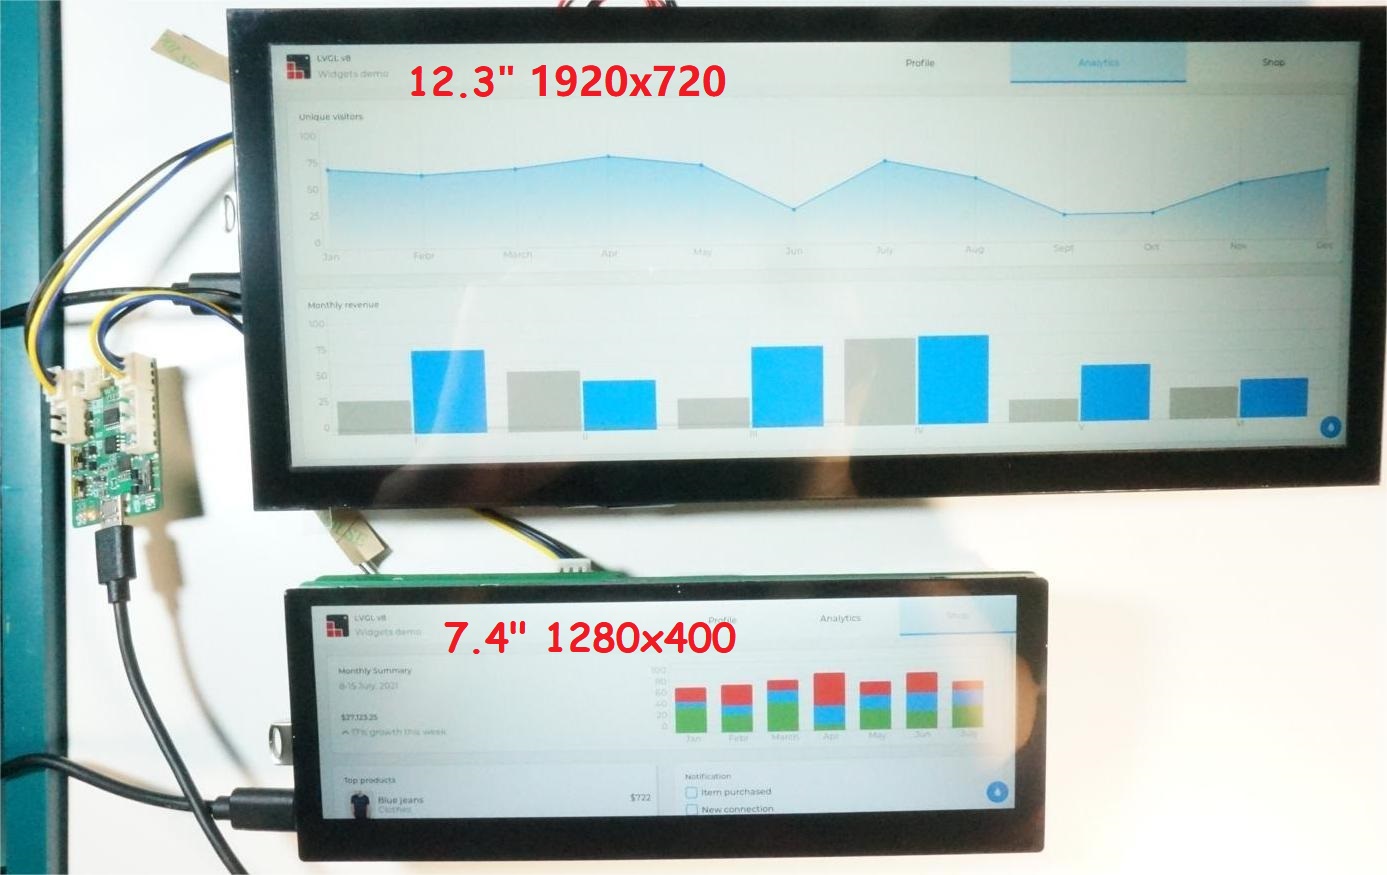 LVGL v8
Widgets demo
12.3" 1920x720
Profile
Analytics
Shop
Unique visitors
100
75
50
25
0
Jan
Febr
March
Apr
May
Jun
July
Aug
Sept
Oct
Nov
Dec
Monthly revenue
100
75
50
25
0
I
II
III
IV
V
VI
LVGL v8
Widgets demo
7.4" 1280x400
Profile
Analytics
Shop
Monthly Summary
8-15 July, 2021
$27,123.25
17% growth this week
100
80
60
40
20
0
Jan
Febr
March
Apr
May
Jun
July
Top products
Blue jeans
Clothes
$722
Notification
Item purchased
New connection